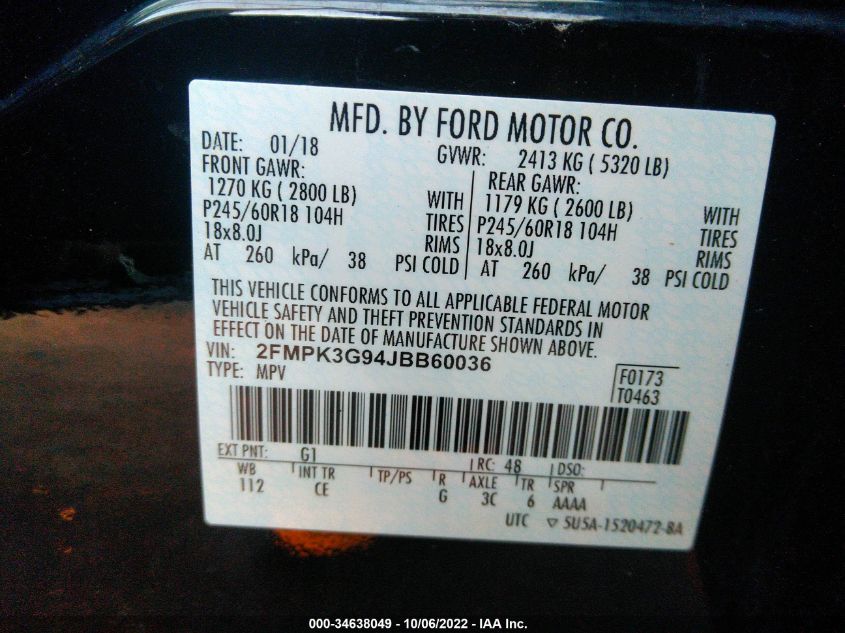 MFD. BY FORD MOTOR CO.
DATE: 01/18 GVWR: 2413 KG ( 5320 LB)
FRONT GAWR: REAR GAWR:
1270 KG ( 2800 LB) WITH 1179 KG ( 2600 LB) WITH
P245/60R18 104H TIRES P245/60R18 104H TIRES
18x8.0J RIMS 18x8.0J RIMS
AT 260 kPa/ 38 PSI COLD AT 260 kPa/ 38 PSI COLD
THIS VEHICLE CONFORMS TO ALL APPLICABLE FEDERAL MOTOR
VEHICLE SAFETY AND THEFT PREVENTION STANDARDS IN
EFFECT ON THE DATE OF MANUFACTURE SHOWN ABOVE.
VIN: 2FMPK3G94JBB60036
TYPE: MPV
F0173
T0463
EXT PNT: G1 RC: 48 DSO:
WB INT TR TP/PS R AXLE TR SPR
112 CE G 3C 6 AAAA
UTC ▽ SU5A-1520472-BA
000-34638049 - 10/06/2022 - IAA Inc.